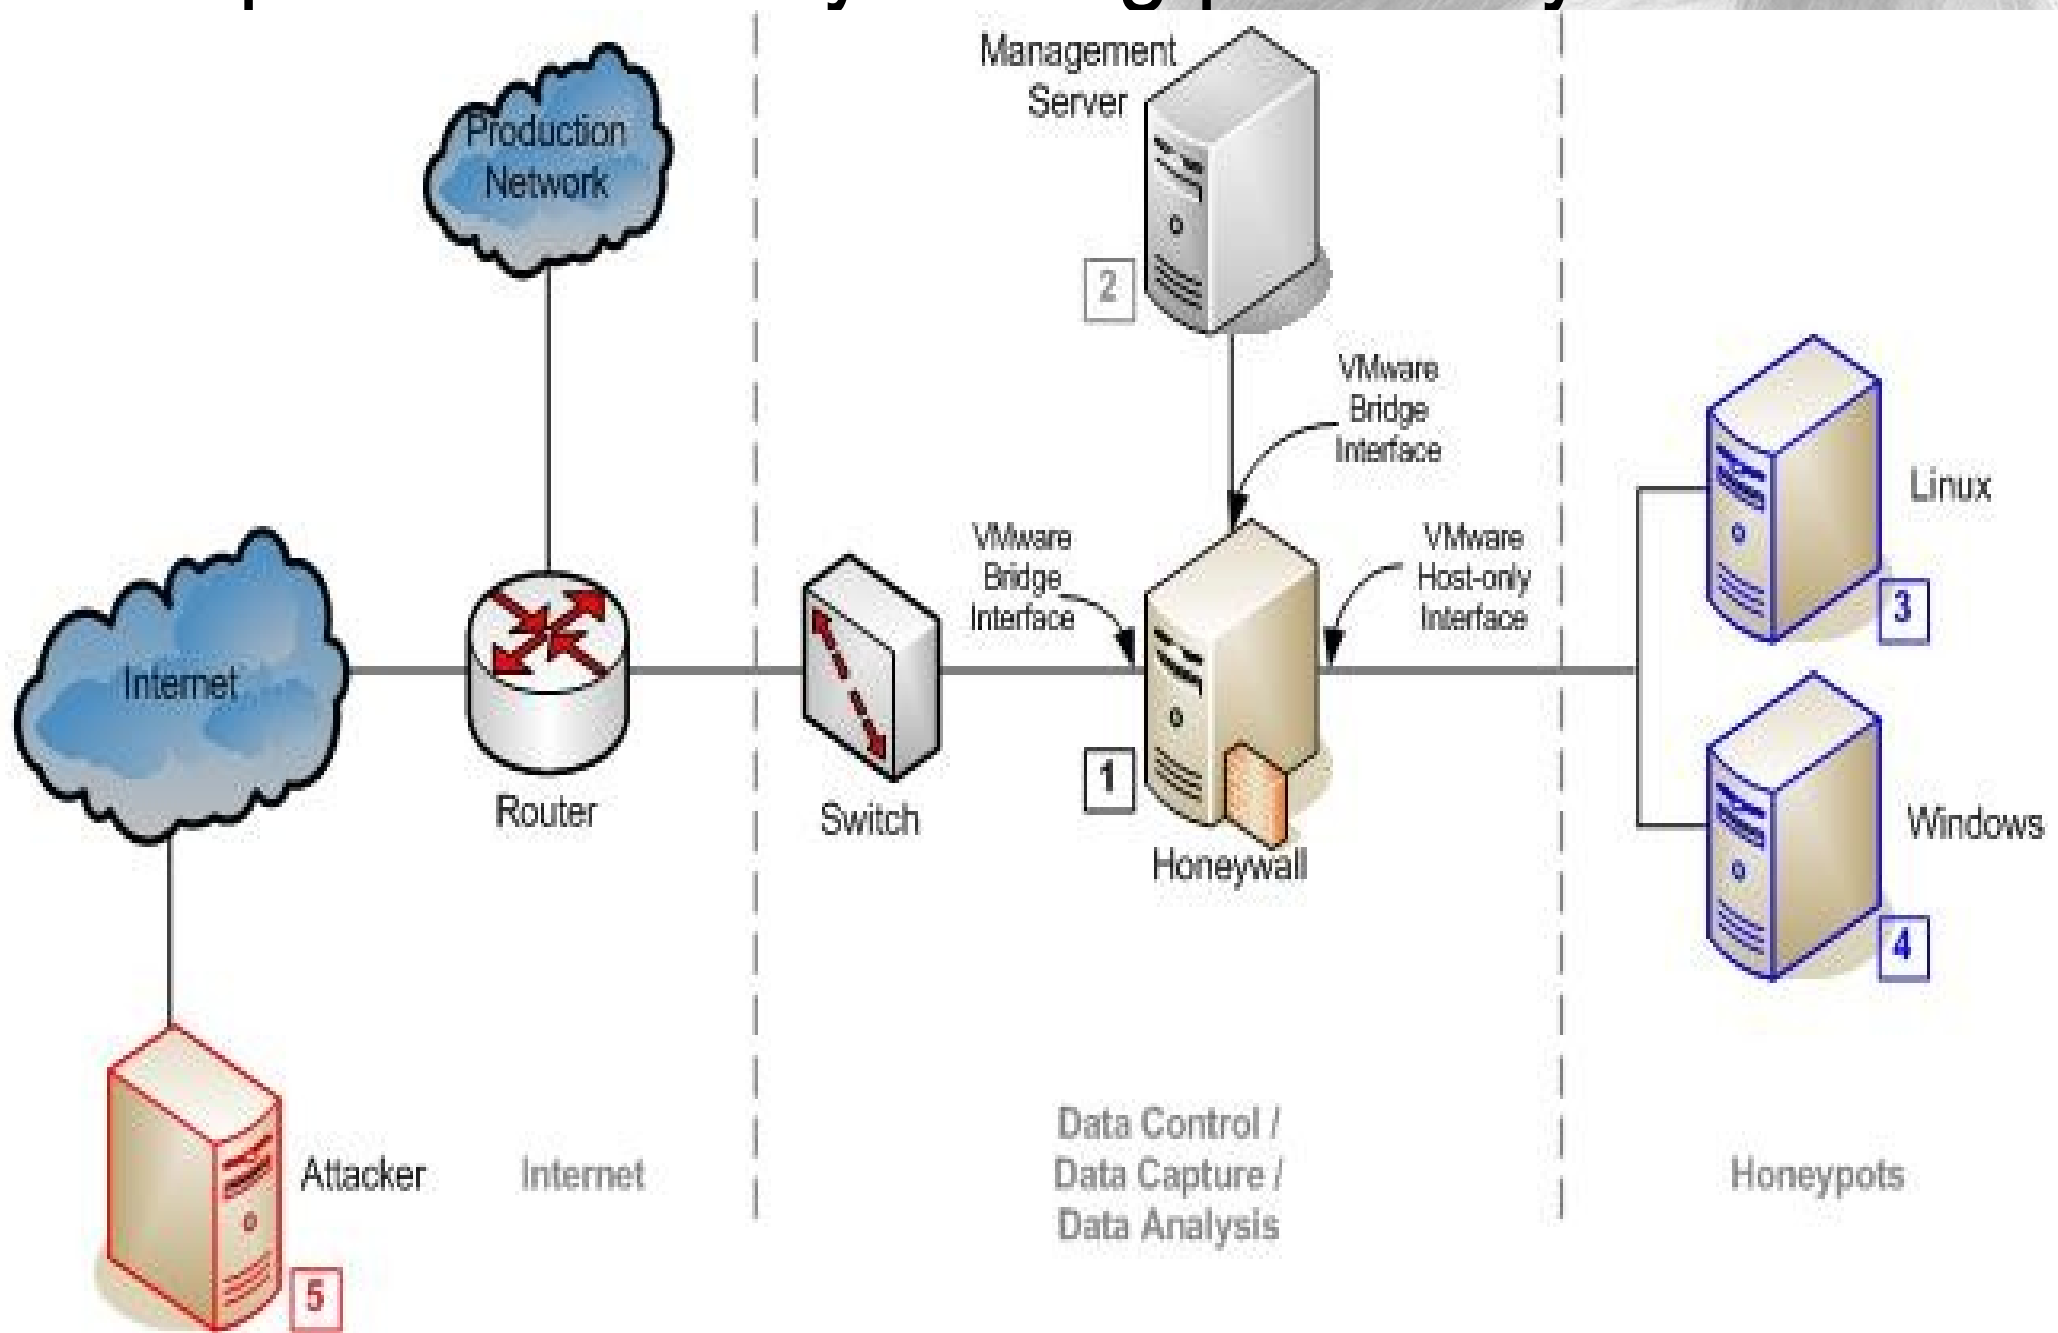 Management
Server
Production
Network
2
VMware
Bridge
Interface
Linux
3
VMware
Bridge
Interface
VMware
Host-only
Interface
Internet
1
Router
Switch
Honeywall
Windows
4
Attacker
5
Internet
Data Control /
Data Capture /
Data Analysis
Honeypots